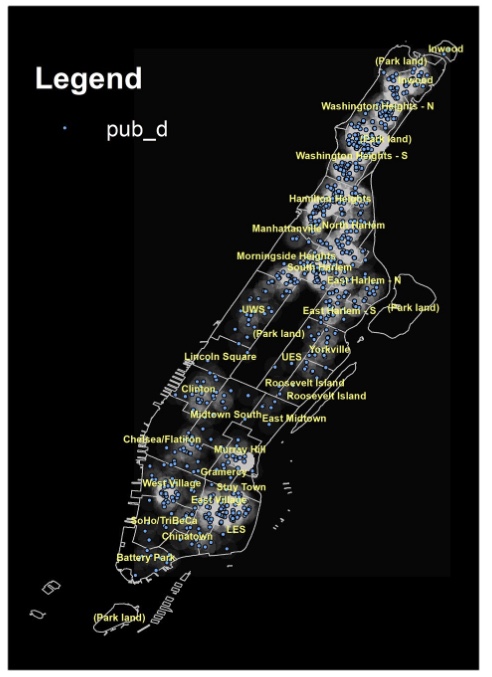 Legend
pub_d
Inwood
(Park land)
Inwood
Washington Heights - N
(Park land)
Washington Heights - S
Hamilton Heights
North Harlem
Manhattanville
Morningside Heights
South Harlem
East Harlem - N
UWS
East Harlem - S
(Park land)
(Park land)
Yorkville
Lincoln Square
UES
Roosevelt Island
Clinton
Roosevelt Island
Midtown South
East Midtown
Chelsea/Flatiron
Murray Hill
Gramercy
West Village
Stuy Town
East Village
SoHo/TriBeCa
LES
Chinatown
Battery Park
(Park land)